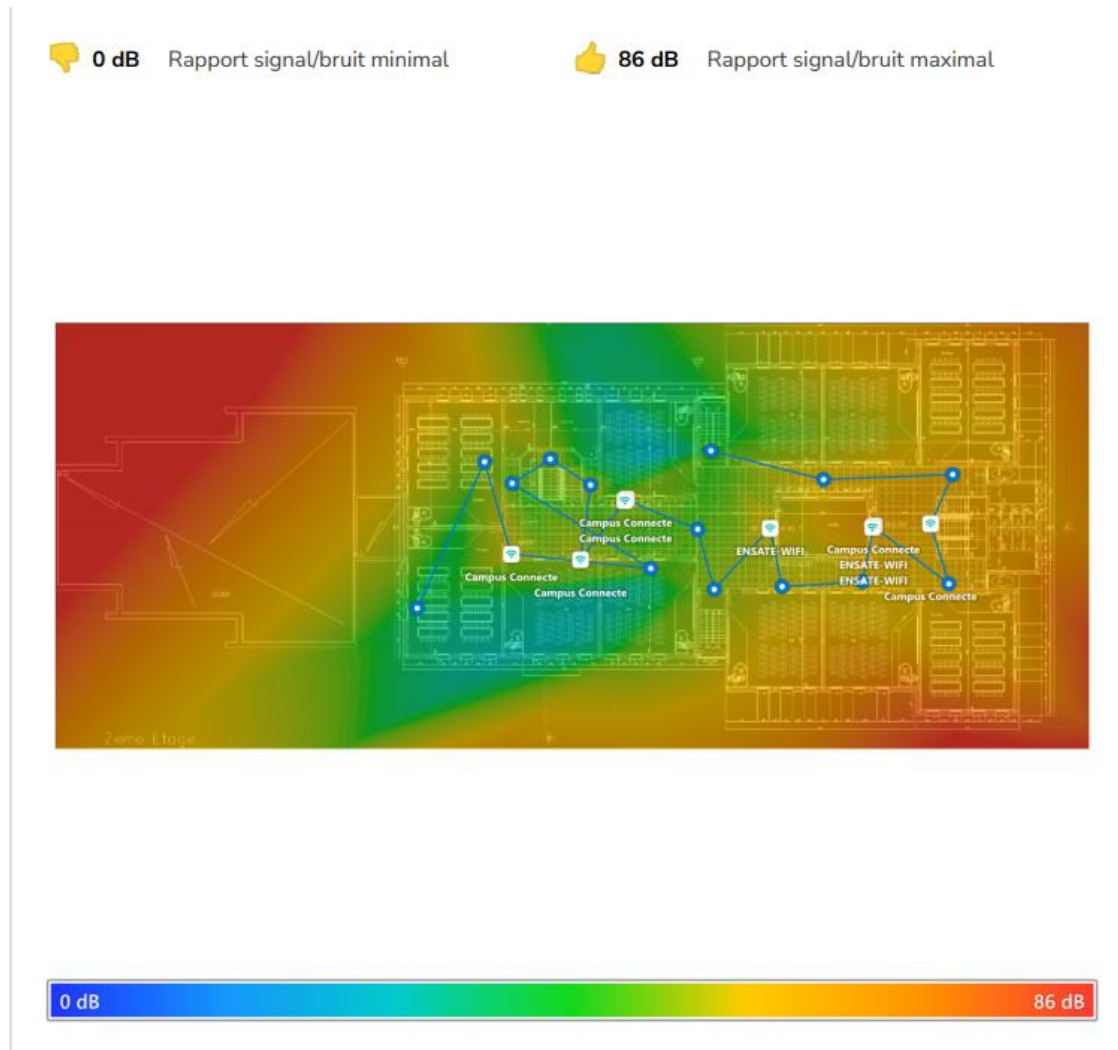 0 dB Rapport signal/bruit minimal
86 dB Rapport signal/bruit maximal
Campus Connecte
Campus Connecte
Campus Connecte
Campus Connecte
ENSATE-WIFI
Campus Connecte
ENSATE-WIFI
ENSATE-WIFI
Campus Connecte
2eme Etage
0 dB
86 dB